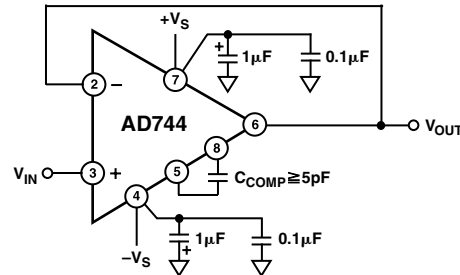 +VS
+
1µF
0.1µF
7
2
–
AD744
6
VOUT
8
VIN
3
+
5
CCOMP ≧ 5pF
4
1µF
0.1µF
+
–VS